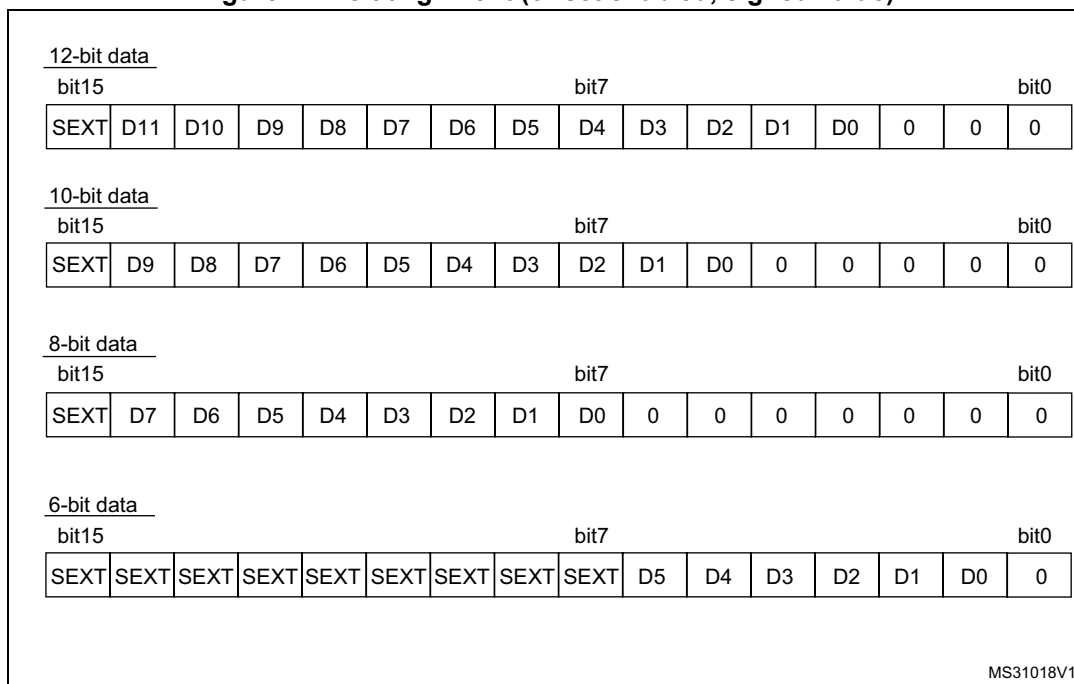 12-bit data
bit15 bit7 bit0
SEXT D11 D10 D9 D8 D7 D6 D5 D4 D3 D2 D1 D0 0 0 0
10-bit data
bit15 bit7 bit0
SEXT D9 D8 D7 D6 D5 D4 D3 D2 D1 D0 0 0 0 0 0
8-bit data
bit15 bit7 bit0
SEXT D7 D6 D5 D4 D3 D2 D1 D0 0 0 0 0 0 0 0
6-bit data
bit15 bit7 bit0
SEXT SEXT SEXT SEXT SEXT SEXT SEXT SEXT SEXT D5 D4 D3 D2 D1 D0 0
MS31018V1